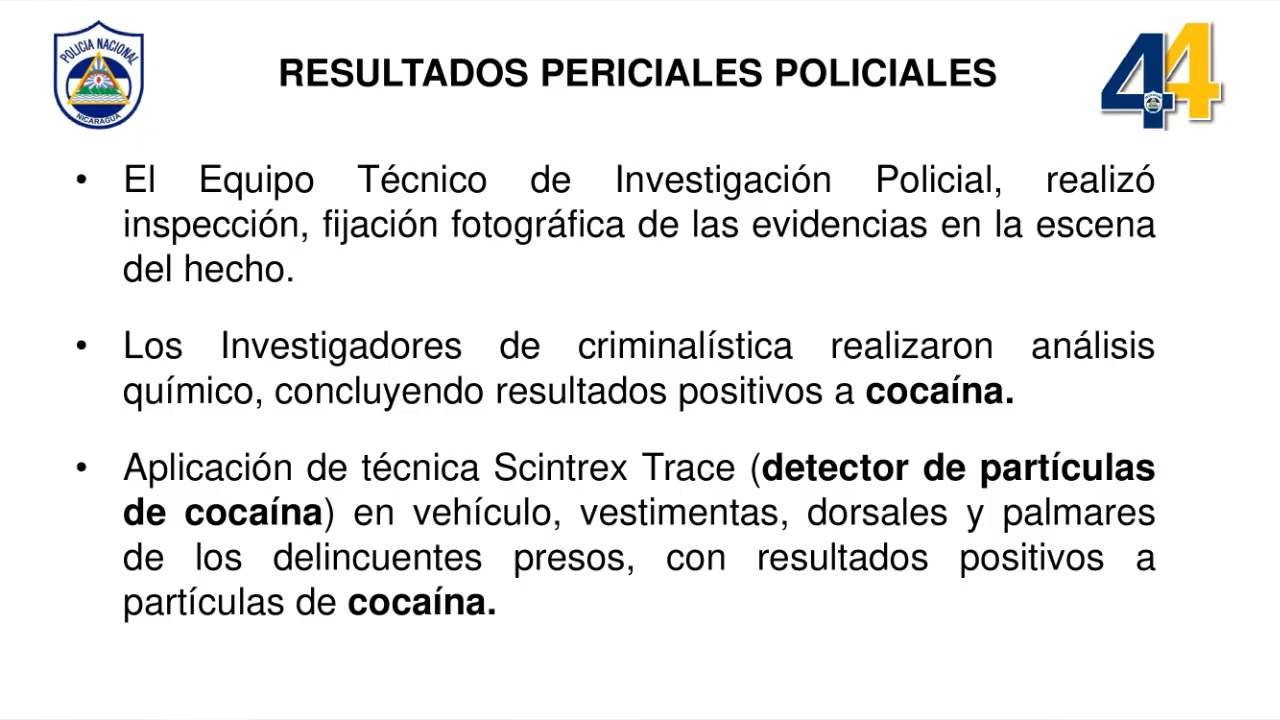 POLICIA NACIONAL
NICARAGUA
RESULTADOS PERICIALES POLICIALES
44
• El Equipo Técnico de Investigación Policial, realizó
inspección, fijación fotográfica de las evidencias en la escena
del hecho.
• Los Investigadores de criminalística realizaron análisis
químico, concluyendo resultados positivos a cocaína.
• Aplicación de técnica Scintrex Trace (detector de partículas
de cocaína) en vehículo, vestimentas, dorsales y palmares
de los delincuentes presos, con resultados positivos a
partículas de cocaína.